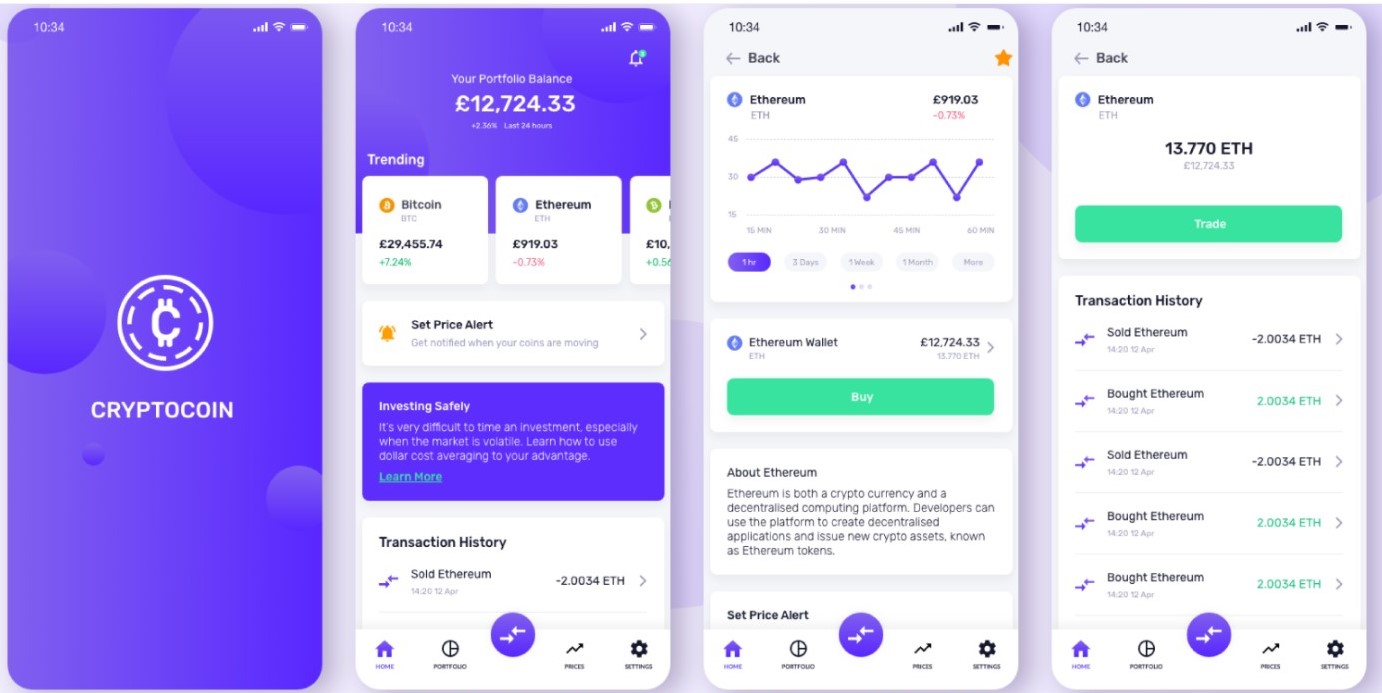 10:34
CRYPTOCOIN
10:34
2
Your Portfolio Balance
£12,724.33
+2.36% Last 24 hours
Trending
Bitcoin
BTC
£29,455.74
+7.24%
Ethereum
ETH
£919.03
-0.73%
£10,
+0.56
Set Price Alert
Get notified when your coins are moving
Investing Safely
It's very difficult to time an investment, especially
when the market is volatile. Learn how to use
dollar cost averaging to your advantage.
Learn More
Transaction History
Sold Ethereum
-2.0034 ETH
14:20 12 Apr
HOME
PORTFOLIO
PRICES
SETTINGS
10:34
Back
Ethereum
£919.03
ETH
-0.73%
45
30
15
15 MIN
30 MIN
45 MIN
60 MIN
1 hr
3 Days
1 Week
1 Month
More
Ethereum Wallet
£12,724.33
ETH
13.770 ETH
Buy
About Ethereum
Ethereum is both a crypto currency and a
decentralised computing platform. Developers can
use the platform to create decentralised
applications and issue new crypto assets, known
as Ethereum tokens.
Set Price Alert
HOME
PORTFOLIO
PRICES
SETTINGS
10:34
Back
Ethereum
ETH
13.770 ETH
£12,724.33
Trade
Transaction History
Sold Ethereum
-2.0034 ETH
14:20 12 Apr
Bought Ethereum
2.0034 ETH
14:20 12 Apr
Sold Ethereum
-2.0034 ETH
14:20 12 Apr
Bought Ethereum
2.0034 ETH
14:20 12 Apr
Bought Ethereum
2.0034 ETH
14:20 12 Apr
HOME
PORTFOLIO
PRICES
SETTINGS